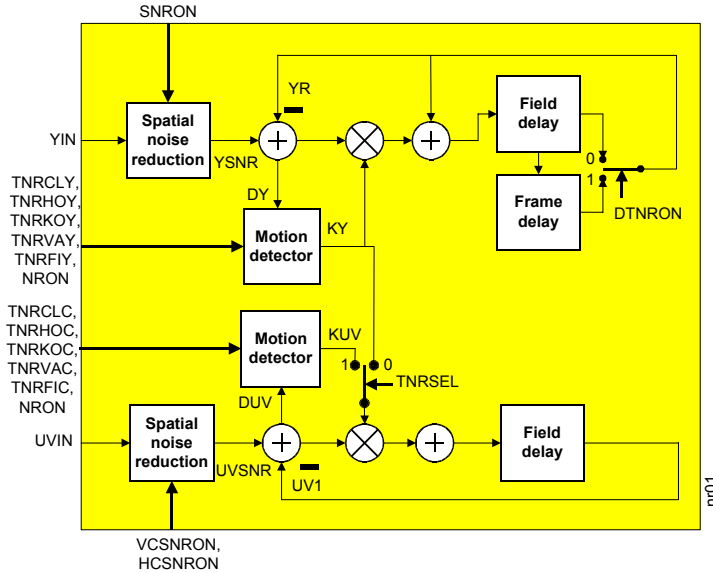 SNRON
YR
YIN
Spatial
noise
reduction
YSNR
Field
delay
0
1
Frame
delay
DTNRON
TNRCLY,
TNRHOY,
TNRKOY,
TNRVAY,
TNRFIY,
NRON
DY
Motion
detector
KY
TNRCLC,
TNRHOC,
TNRKOC,
TNRVAC,
TNRFIC,
NRON
Motion
detector
KUV
1
0
TNRSEL
DUV
UVIN
Spatial
noise
reduction
UVSNR
UV1
Field
delay
VCSNRON,
HCSNRON
nr01